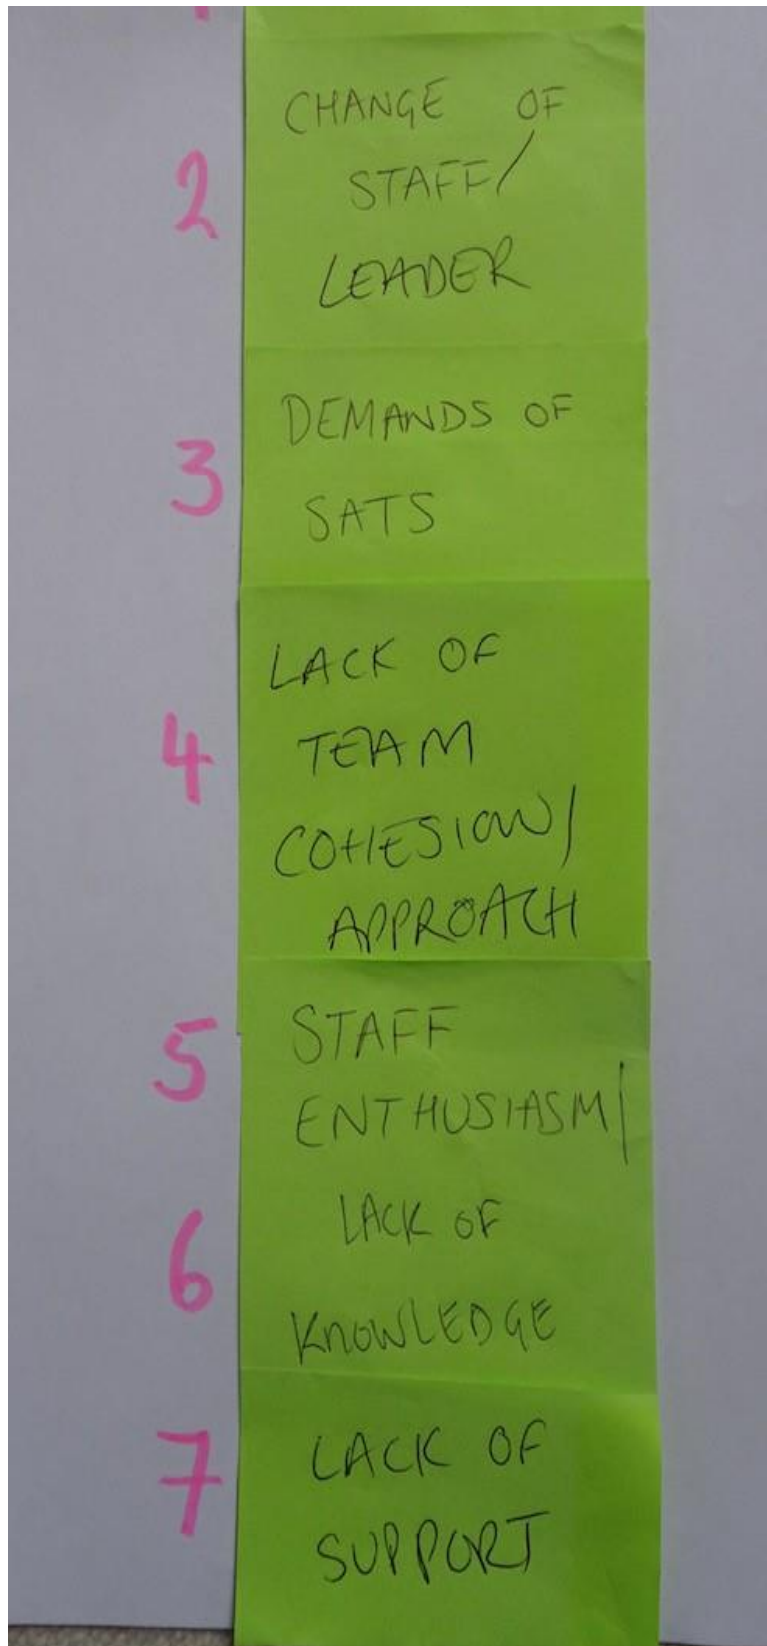 CHANGE OF
2 STAFF/
LEADER
DEMANDS OF
3 SATS
LACK OF
4 TEAM
COHESION/
APPROACH
STAFF
5 ENTHUSIASM/
LACK OF
6 KNOWLEDGE
LACK OF
7 SUPPORT